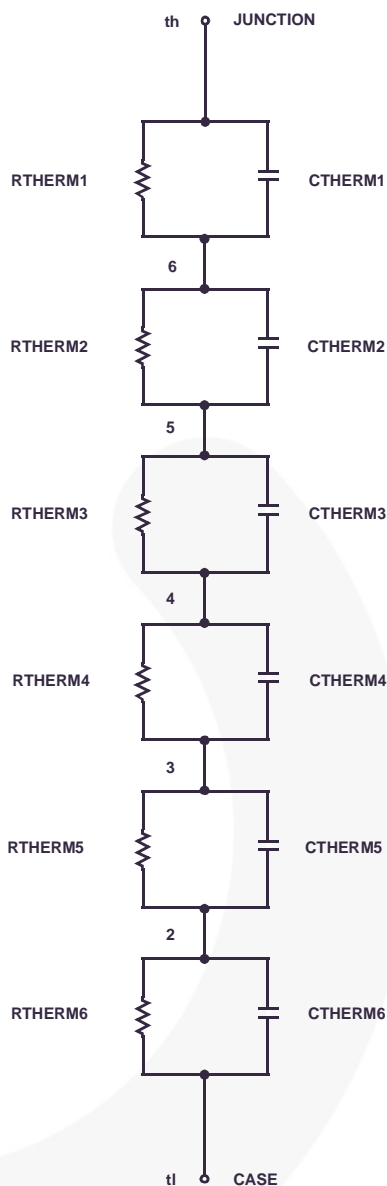 th JUNCTION
RTHERM1 CTHERM1
6
RTHERM2 CTHERM2
5
RTHERM3 CTHERM3
4
RTHERM4 CTHERM4
3
RTHERM5 CTHERM5
2
RTHERM6 CTHERM6
tl CASE